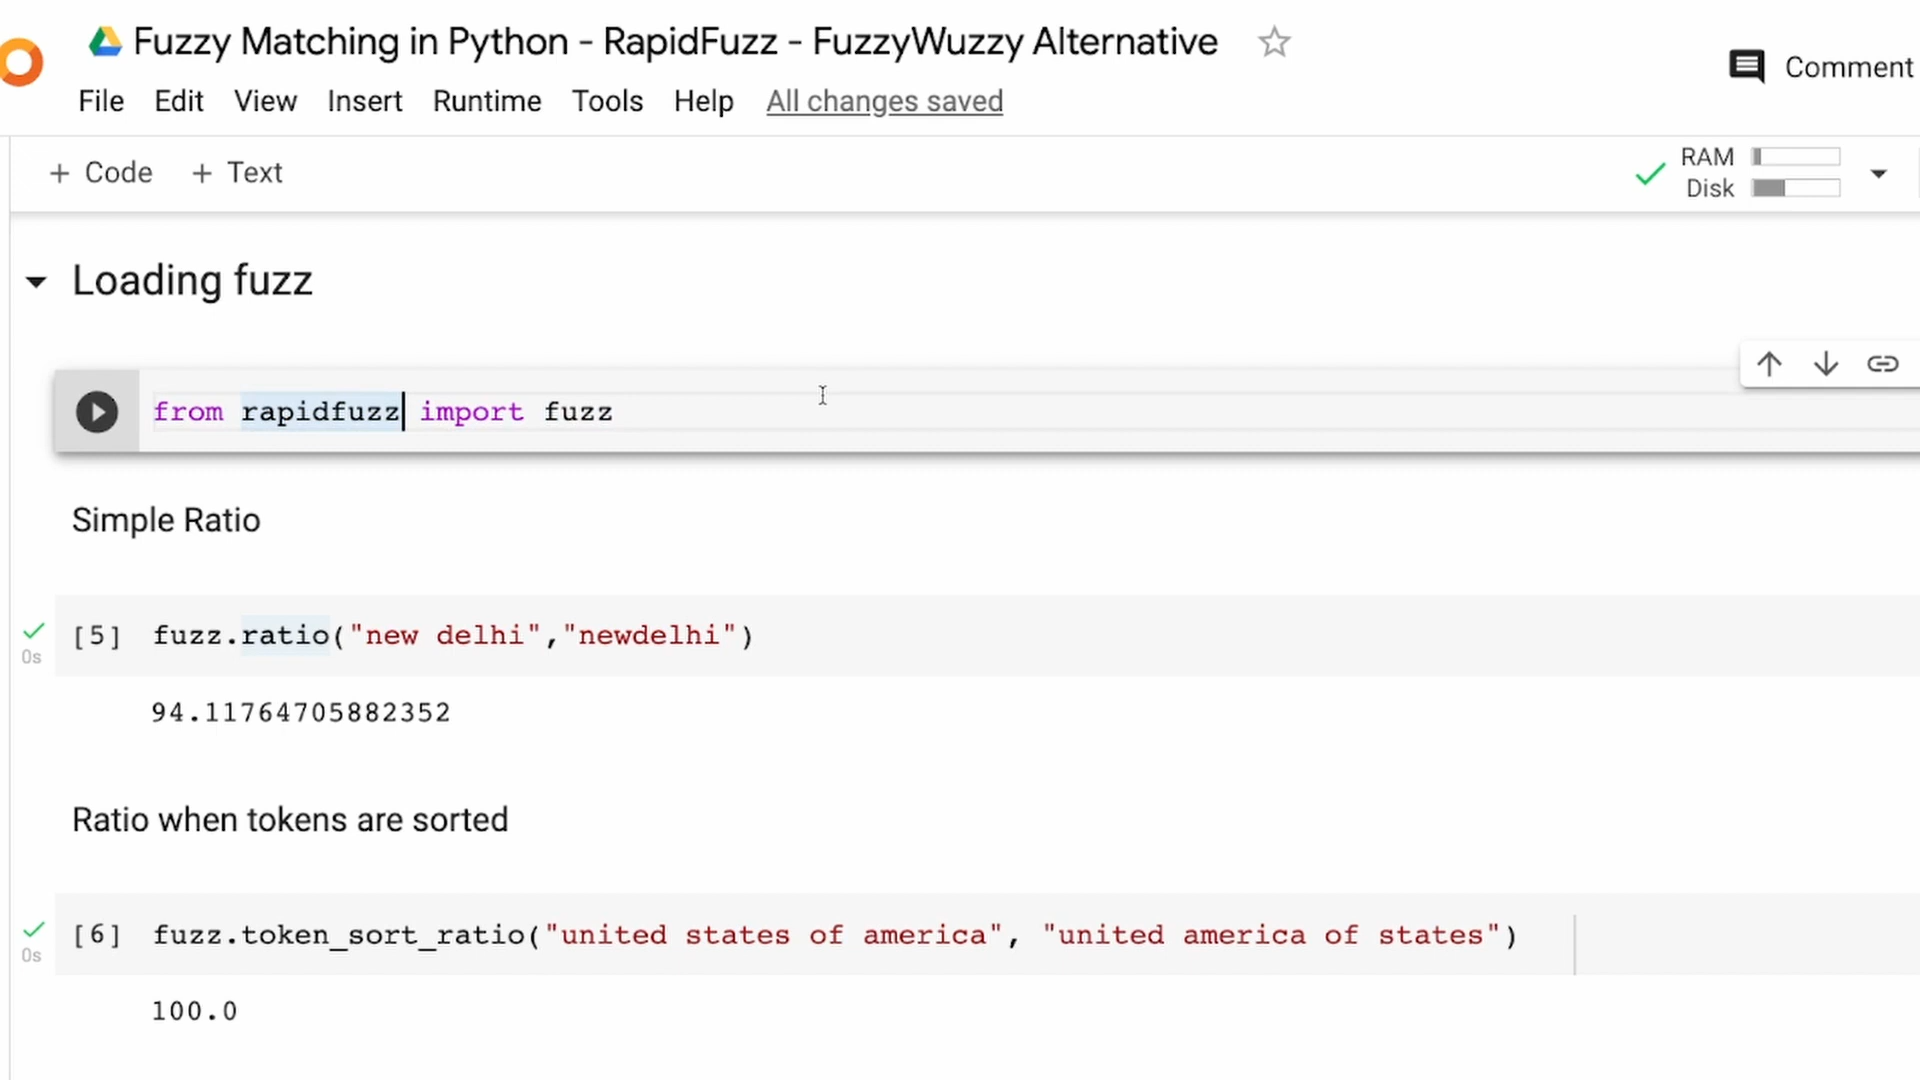 Fuzzy Matching in Python - RapidFuzz - FuzzyWuzzy Alternative
Comment
File Edit View Insert Runtime Tools Help All changes saved
+ Code + Text
RAM
Disk
Loading fuzz
from rapidfuzz import fuzz
Simple Ratio
[5] fuzz.ratio("new delhi","newdelhi")
0s
94.11764705882352
Ratio when tokens are sorted
[6] fuzz.token_sort_ratio("united states of america", "united america of states")
0s
100.0